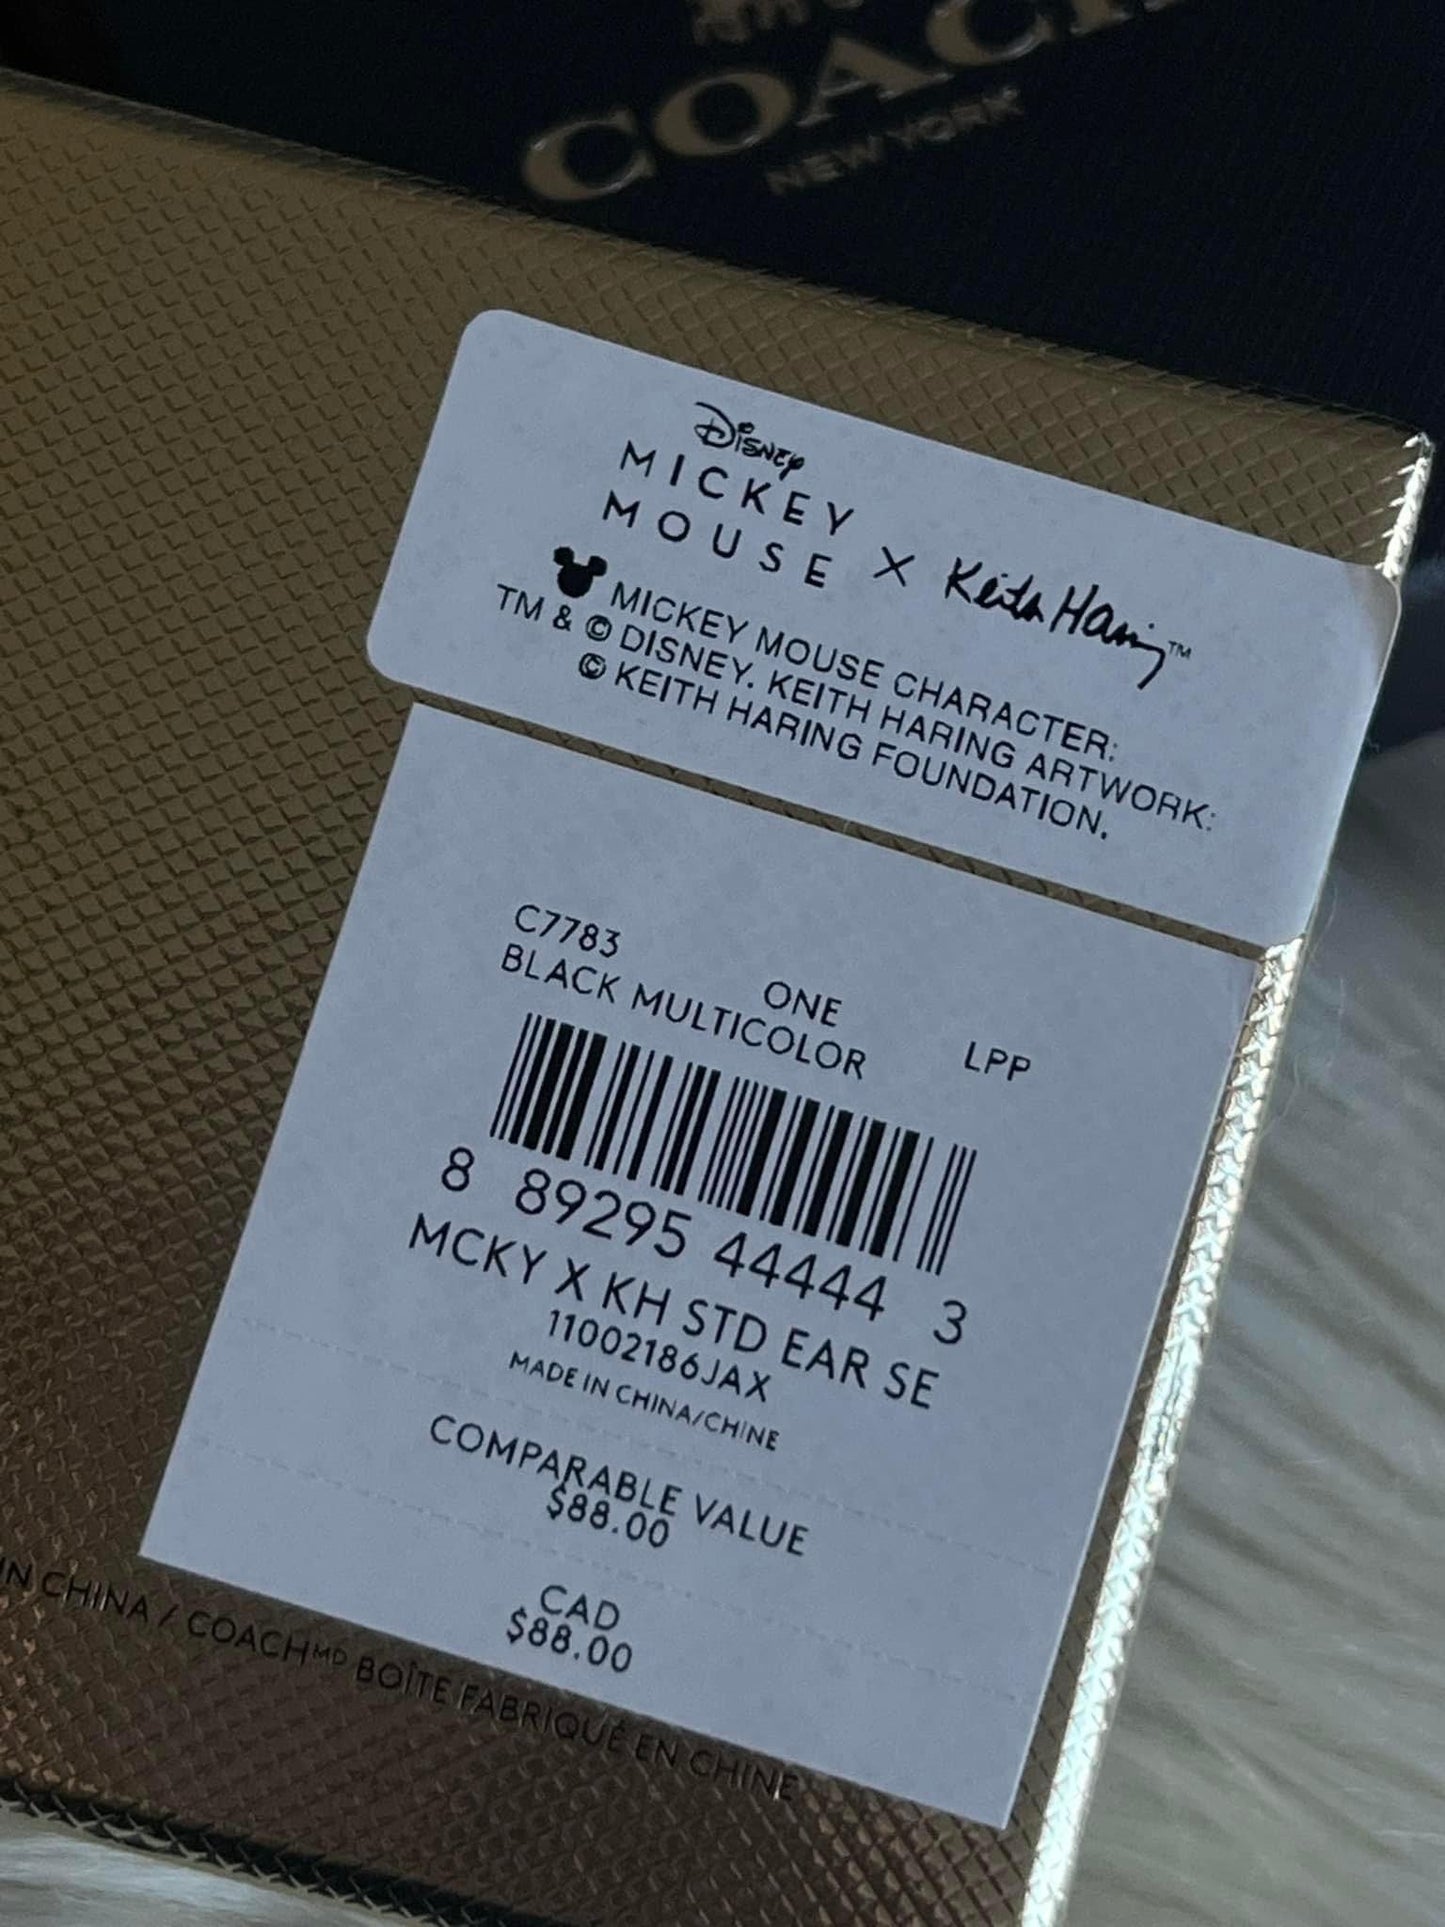 COACH
NEW YORK
Disney
MICKEY
MOUSE × Keith Haring™
MICKEY MOUSE CHARACTER:
TM & © DISNEY. KEITH HARING ARTWORK:
© KEITH HARING FOUNDATION.
C7783 ONE LPP
BLACK MULTICOLOR
8 89295 44444 3
MCKY X KH STD EAR SE
11002186JAX
MADE IN CHINA/CHINE
COMPARABLE VALUE
$88.00
CAD
$88.00
IN CHINA / COACHMD BOÎTE FABRIQUÉ EN CHINE